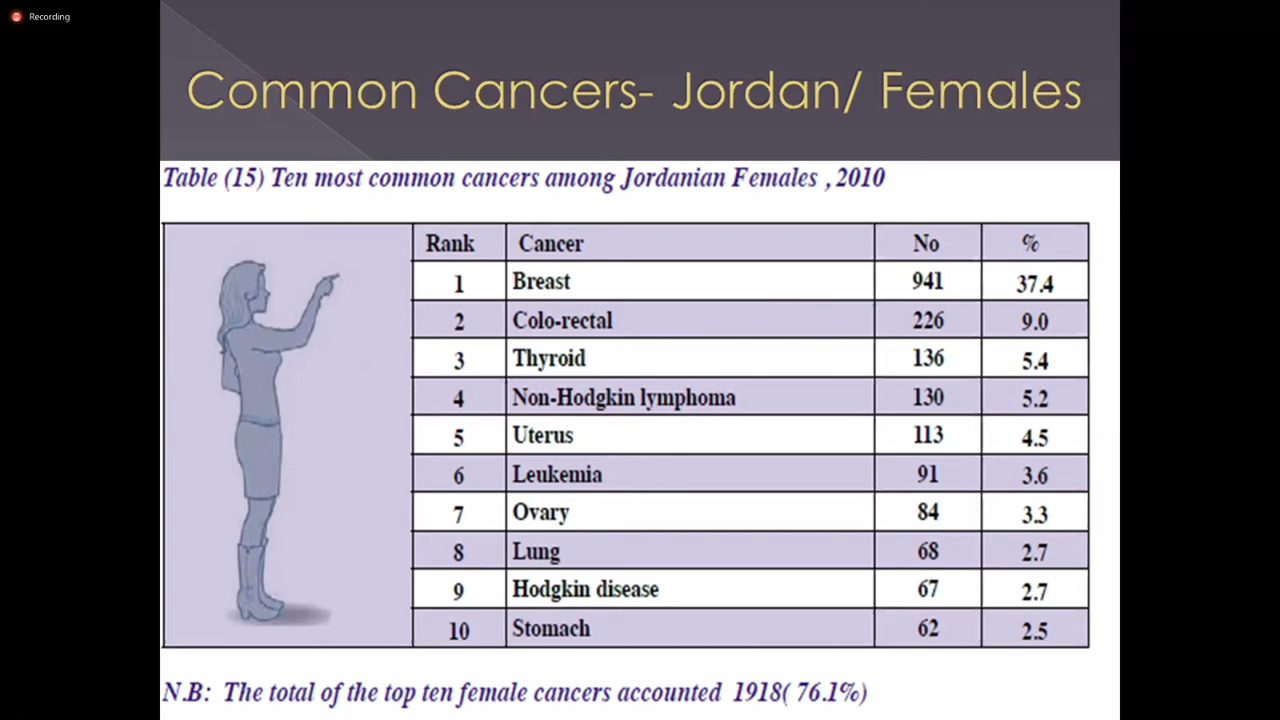 Recording
Common Cancers- Jordan/ Females
Table (15) Ten most common cancers among Jordanian Females , 2010
Rank Cancer No %
1 Breast 941 37.4
2 Colo-rectal 226 9.0
3 Thyroid 136 5.4
4 Non-Hodgkin lymphoma 130 5.2
5 Uterus 113 4.5
6 Leukemia 91 3.6
7 Ovary 84 3.3
8 Lung 68 2.7
9 Hodgkin disease 67 2.7
10 Stomach 62 2.5
N.B: The total of the top ten female cancers accounted 1918( 76.1%)